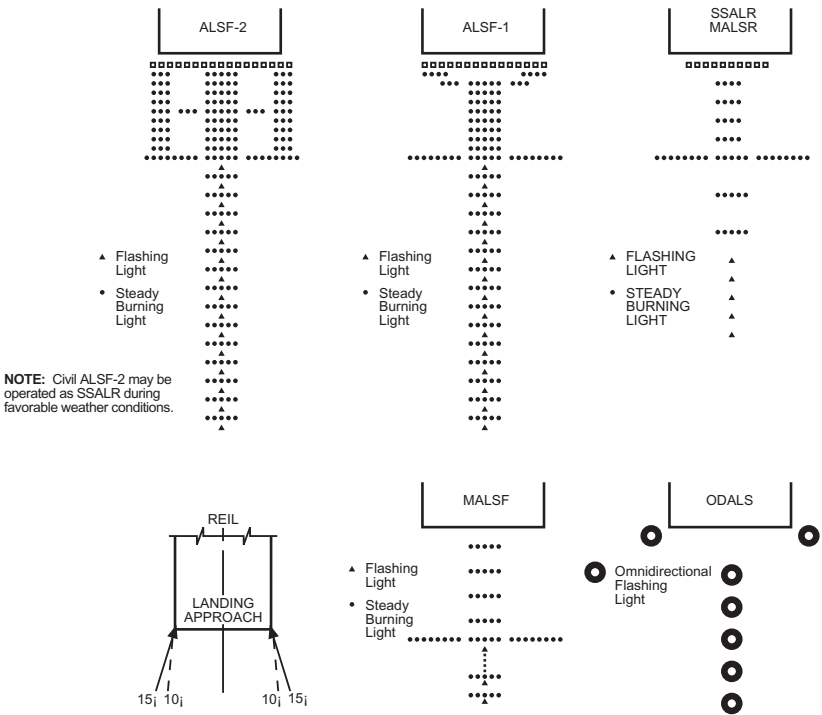 ALSF-2
ALSF-1
SSALR
MALSR
▲ Flashing
Light
• Steady
Burning
Light
▲ Flashing
Light
• Steady
Burning
Light
▲ FLASHING
LIGHT
• STEADY
BURNING
LIGHT
NOTE: Civil ALSF-2 may be
operated as SSALR during
favorable weather conditions.
REIL
LANDING
APPROACH
15¡ 10¡
10¡ 15¡
MALSF
▲ Flashing
Light
• Steady
Burning
Light
ODALS
Omnidirectional
Flashing
Light